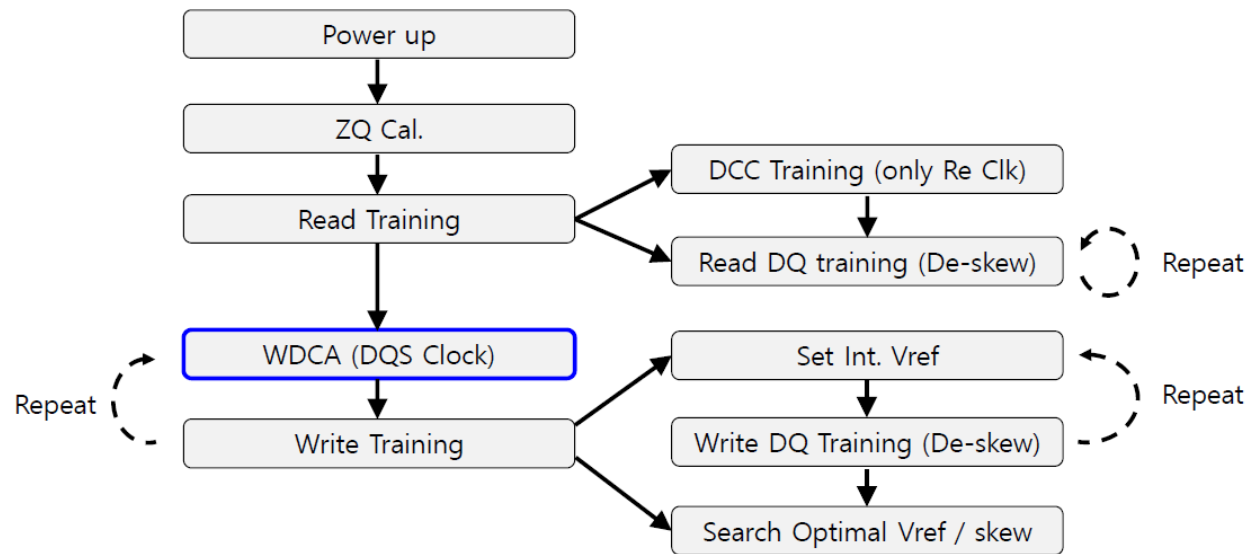 Power up
ZQ Cal.
Read Training
DCC Training (only Re Clk)
Read DQ training (De-skew)
Repeat
WDCA (DQS Clock)
Repeat
Write Training
Set Int. Vref
Write DQ Training (De-skew)
Repeat
Search Optimal Vref / skew